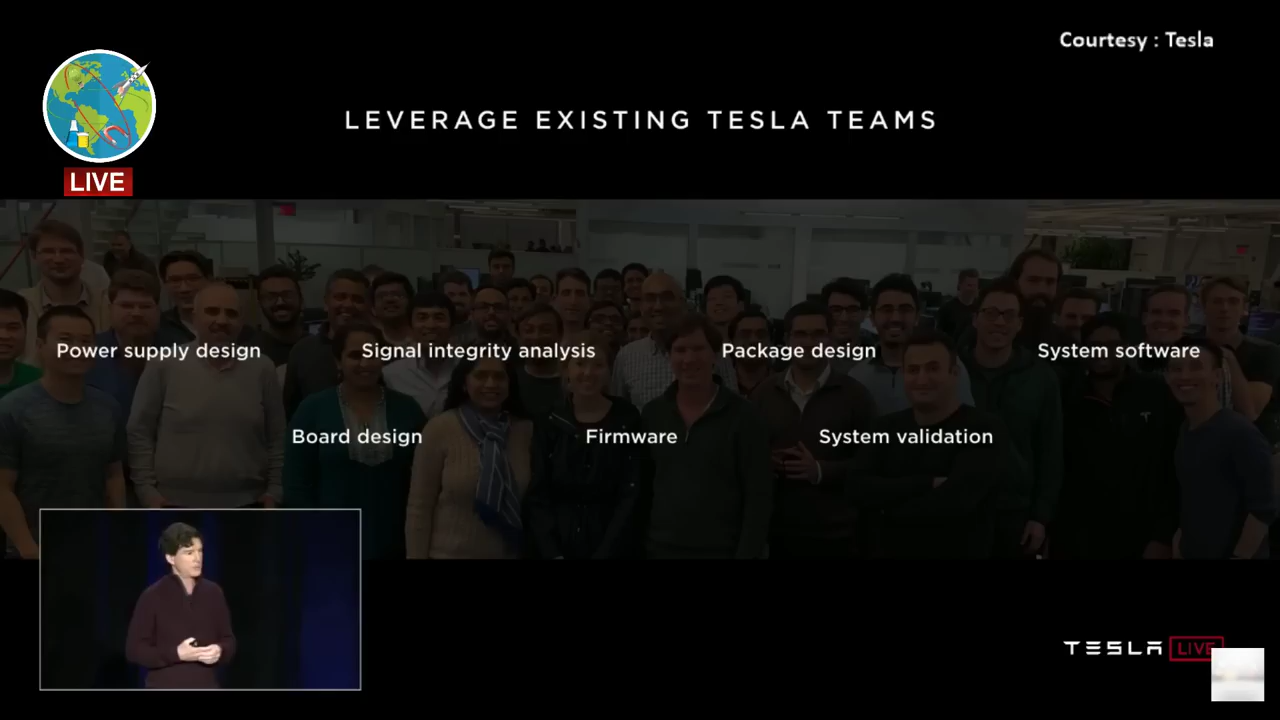 Courtesy : Tesla
LEVERAGE EXISTING TESLA TEAMS
LIVE
Power supply design
Signal integrity analysis
Package design
System software
Board design
Firmware
System validation
TESLA LIVE